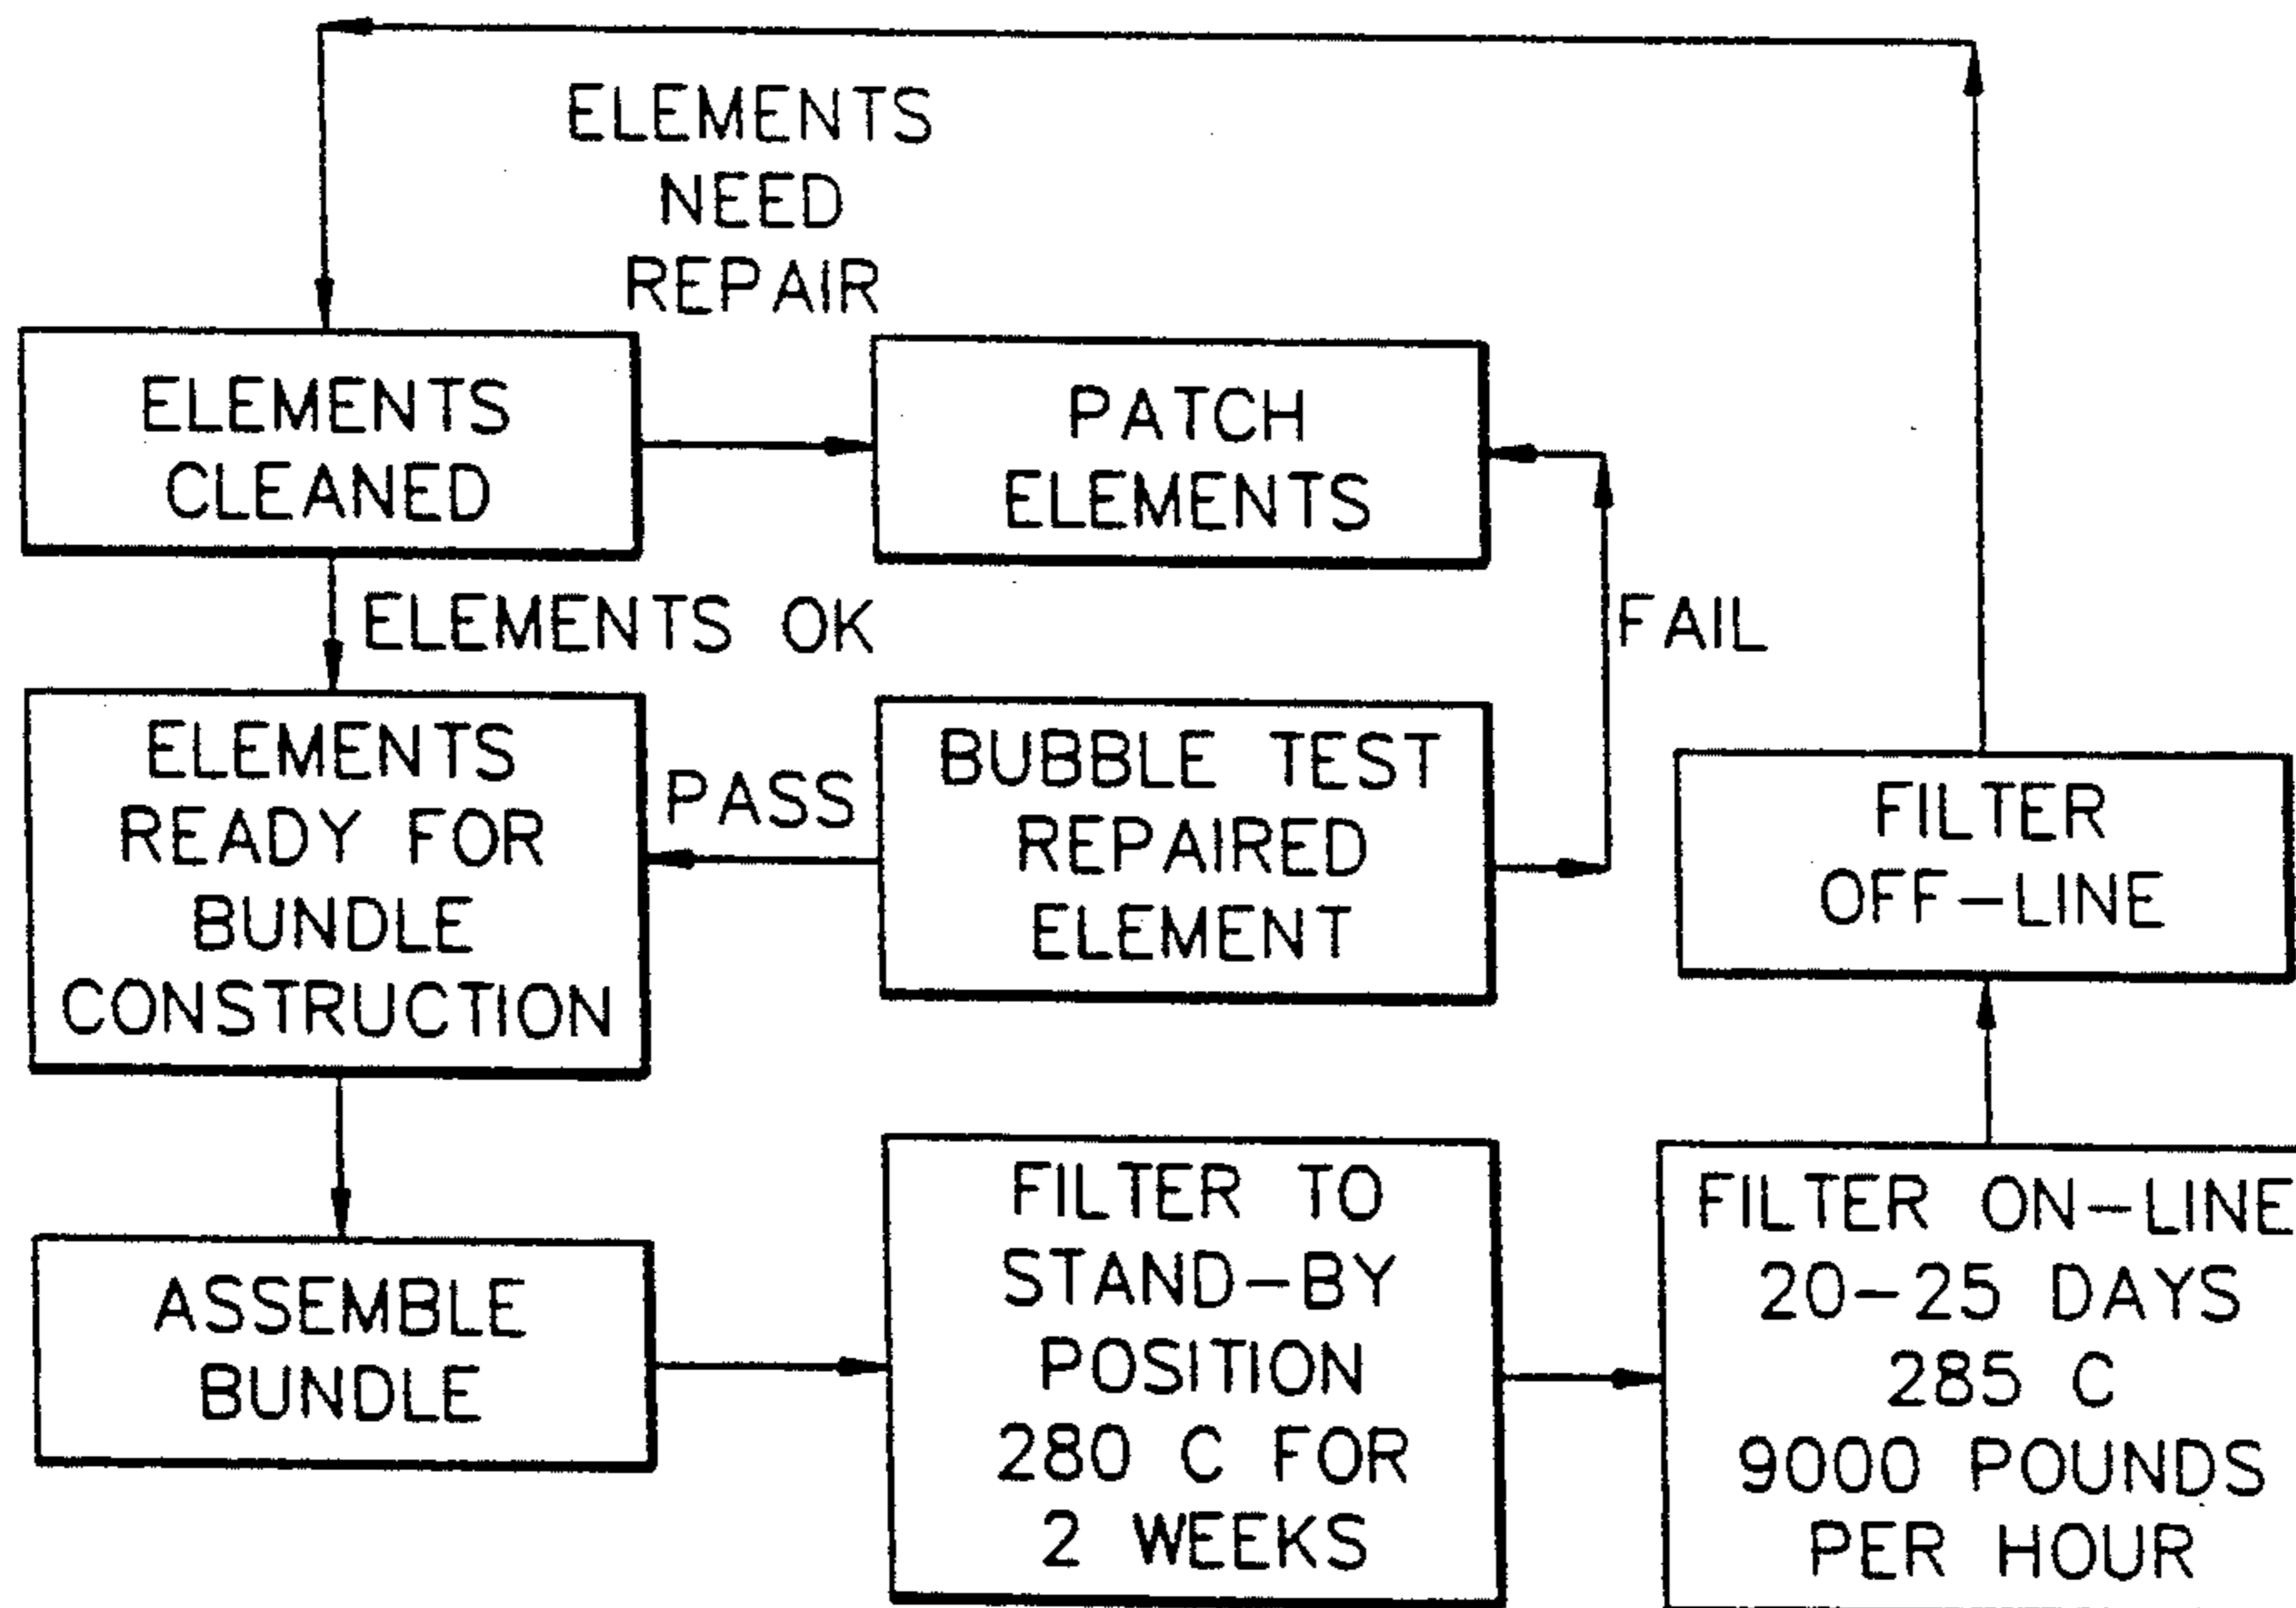 ELEMENTS
NEED
REPAIR
ELEMENTS
CLEANED
PATCH
ELEMENTS
ELEMENTS OK
FAIL
ELEMENTS
READY FOR
BUNDLE
CONSTRUCTION
PASS
BUBBLE TEST
REPAIRED
ELEMENT
FILTER
OFF-LINE
ASSEMBLE
BUNDLE
FILTER TO
STAND-BY
POSITION
280 C FOR
2 WEEKS
FILTER ON-LINE
20-25 DAYS
285 C
9000 POUNDS
PER HOUR